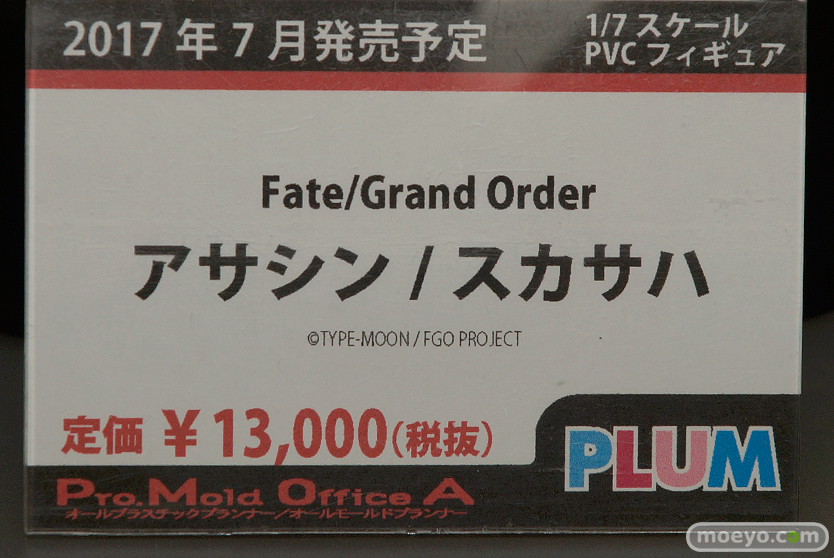 2017年7月発売予定
1/7 スケール
PVC フィギュア
Fate/Grand Order
アサシン / スカサハ
©TYPE-MOON / FGO PROJECT
定価 ¥13,000(税抜)
PLUM
Pro.Mold Office A
オールプラスチックプランナー/オールモールドプランナー
moeyo.com